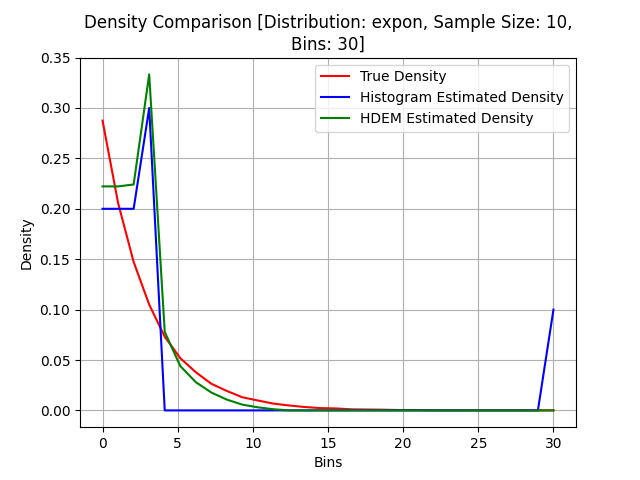 Density Comparison [Distribution: expon, Sample Size: 10,
Bins: 30]
True Density
Histogram Estimated Density
HDEM Estimated Density
Density
0.35
0.30
0.25
0.20
0.15
0.10
0.05
0.00
0 5 10 15 20 25 30
Bins